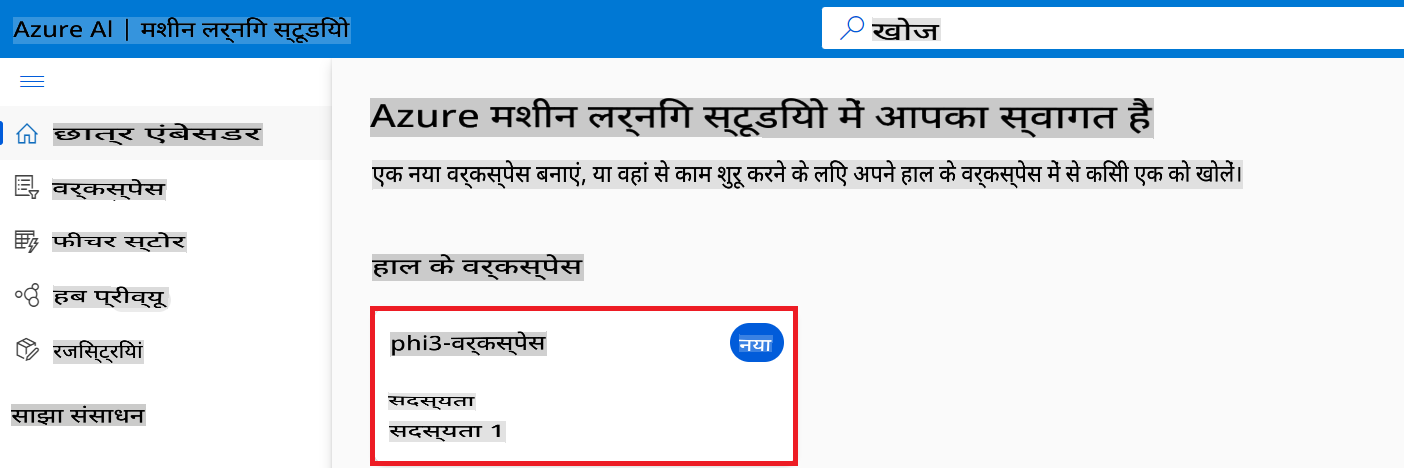 Azure AI | मशीन लर्निंग स्टूडियो
खोज
छात्र एंबेसडर
वर्कस्पेस
फीचर स्टोर
हब प्रीव्यू
रजिस्ट्रियां
साझा संसाधन
Azure मशीन लर्निंग स्टूडियो में आपका स्वागत है
एक नया वर्कस्पेस बनाएं, या वहां से काम शुरू करने के लिए अपने हाल के वर्कस्पेस में से किसी एक को खोलें।
हाल के वर्कस्पेस
phi3-वर्कस्पेस
नया
सदस्यता
सदस्यता 1